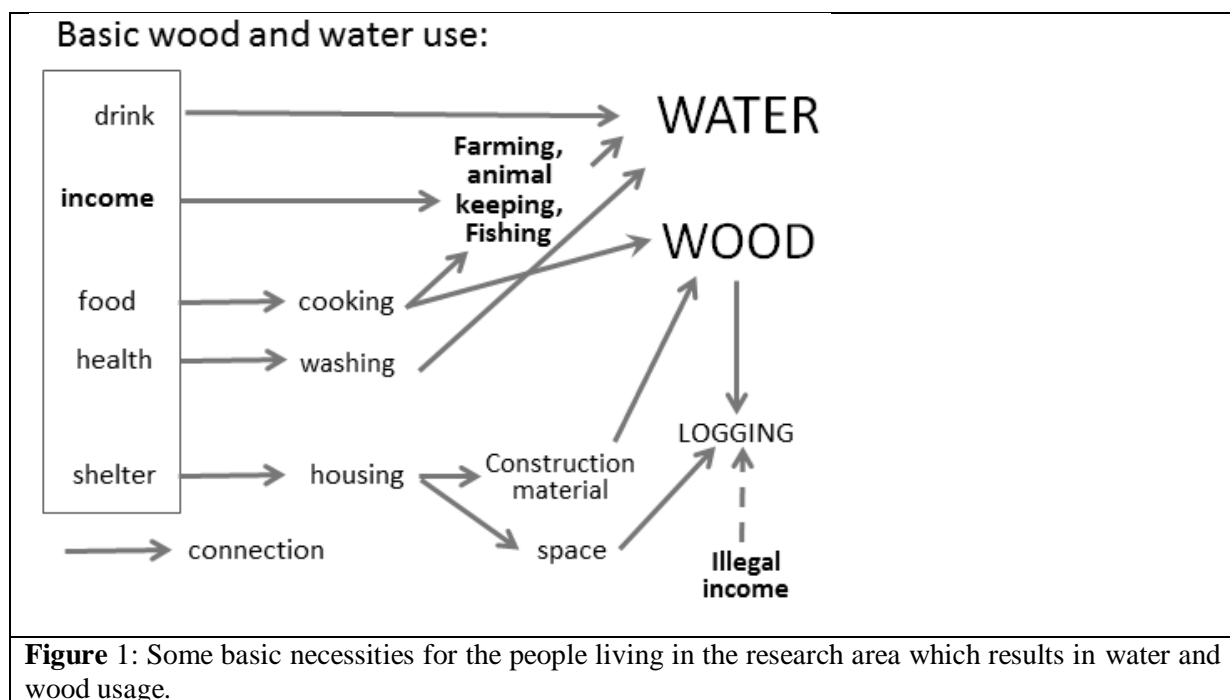 Basic wood and water use:
drink
WATER
Farming,
animal
keeping,
Fishing
income
WOOD
food
cooking
health
washing
LOGGING
shelter
housing
Construction
material
connection
space
Illegal
income
Figure 1: Some basic necessities for the people living in the research area which results in water and
wood usage.